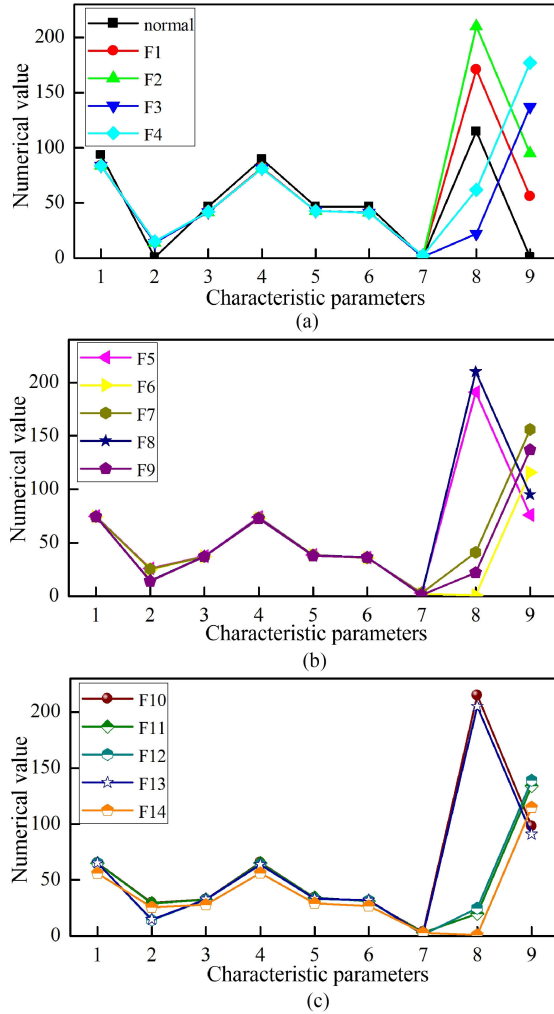 Numerical value
200
150
100
50
0
normal
F1
F2
F3
F4
1 2 3 4 5 6 7 8 9
Characteristic parameters
(a)
Numerical value
200
150
100
50
0
F5
F6
F7
F8
F9
1 2 3 4 5 6 7 8 9
Characteristic parameters
(b)
Numerical value
200
150
100
50
0
F10
F11
F12
F13
F14
1 2 3 4 5 6 7 8 9
Characteristic parameters
(c)